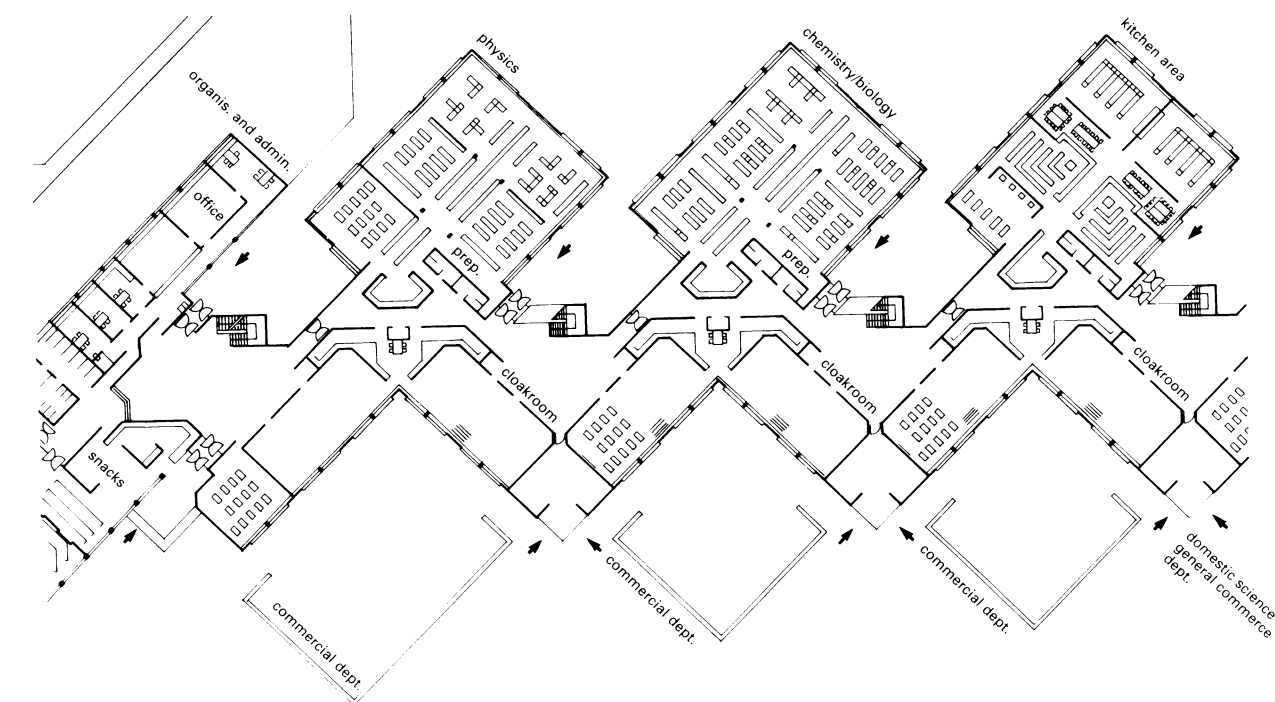 physics
chemistry/biology
kitchen area
organis. and admin.
office
prep.
prep.
cloakroom
cloakroom
cloakroom
snacks
commercial dept.
commercial dept.
commercial dept.
domestic science
general commerce
dept.